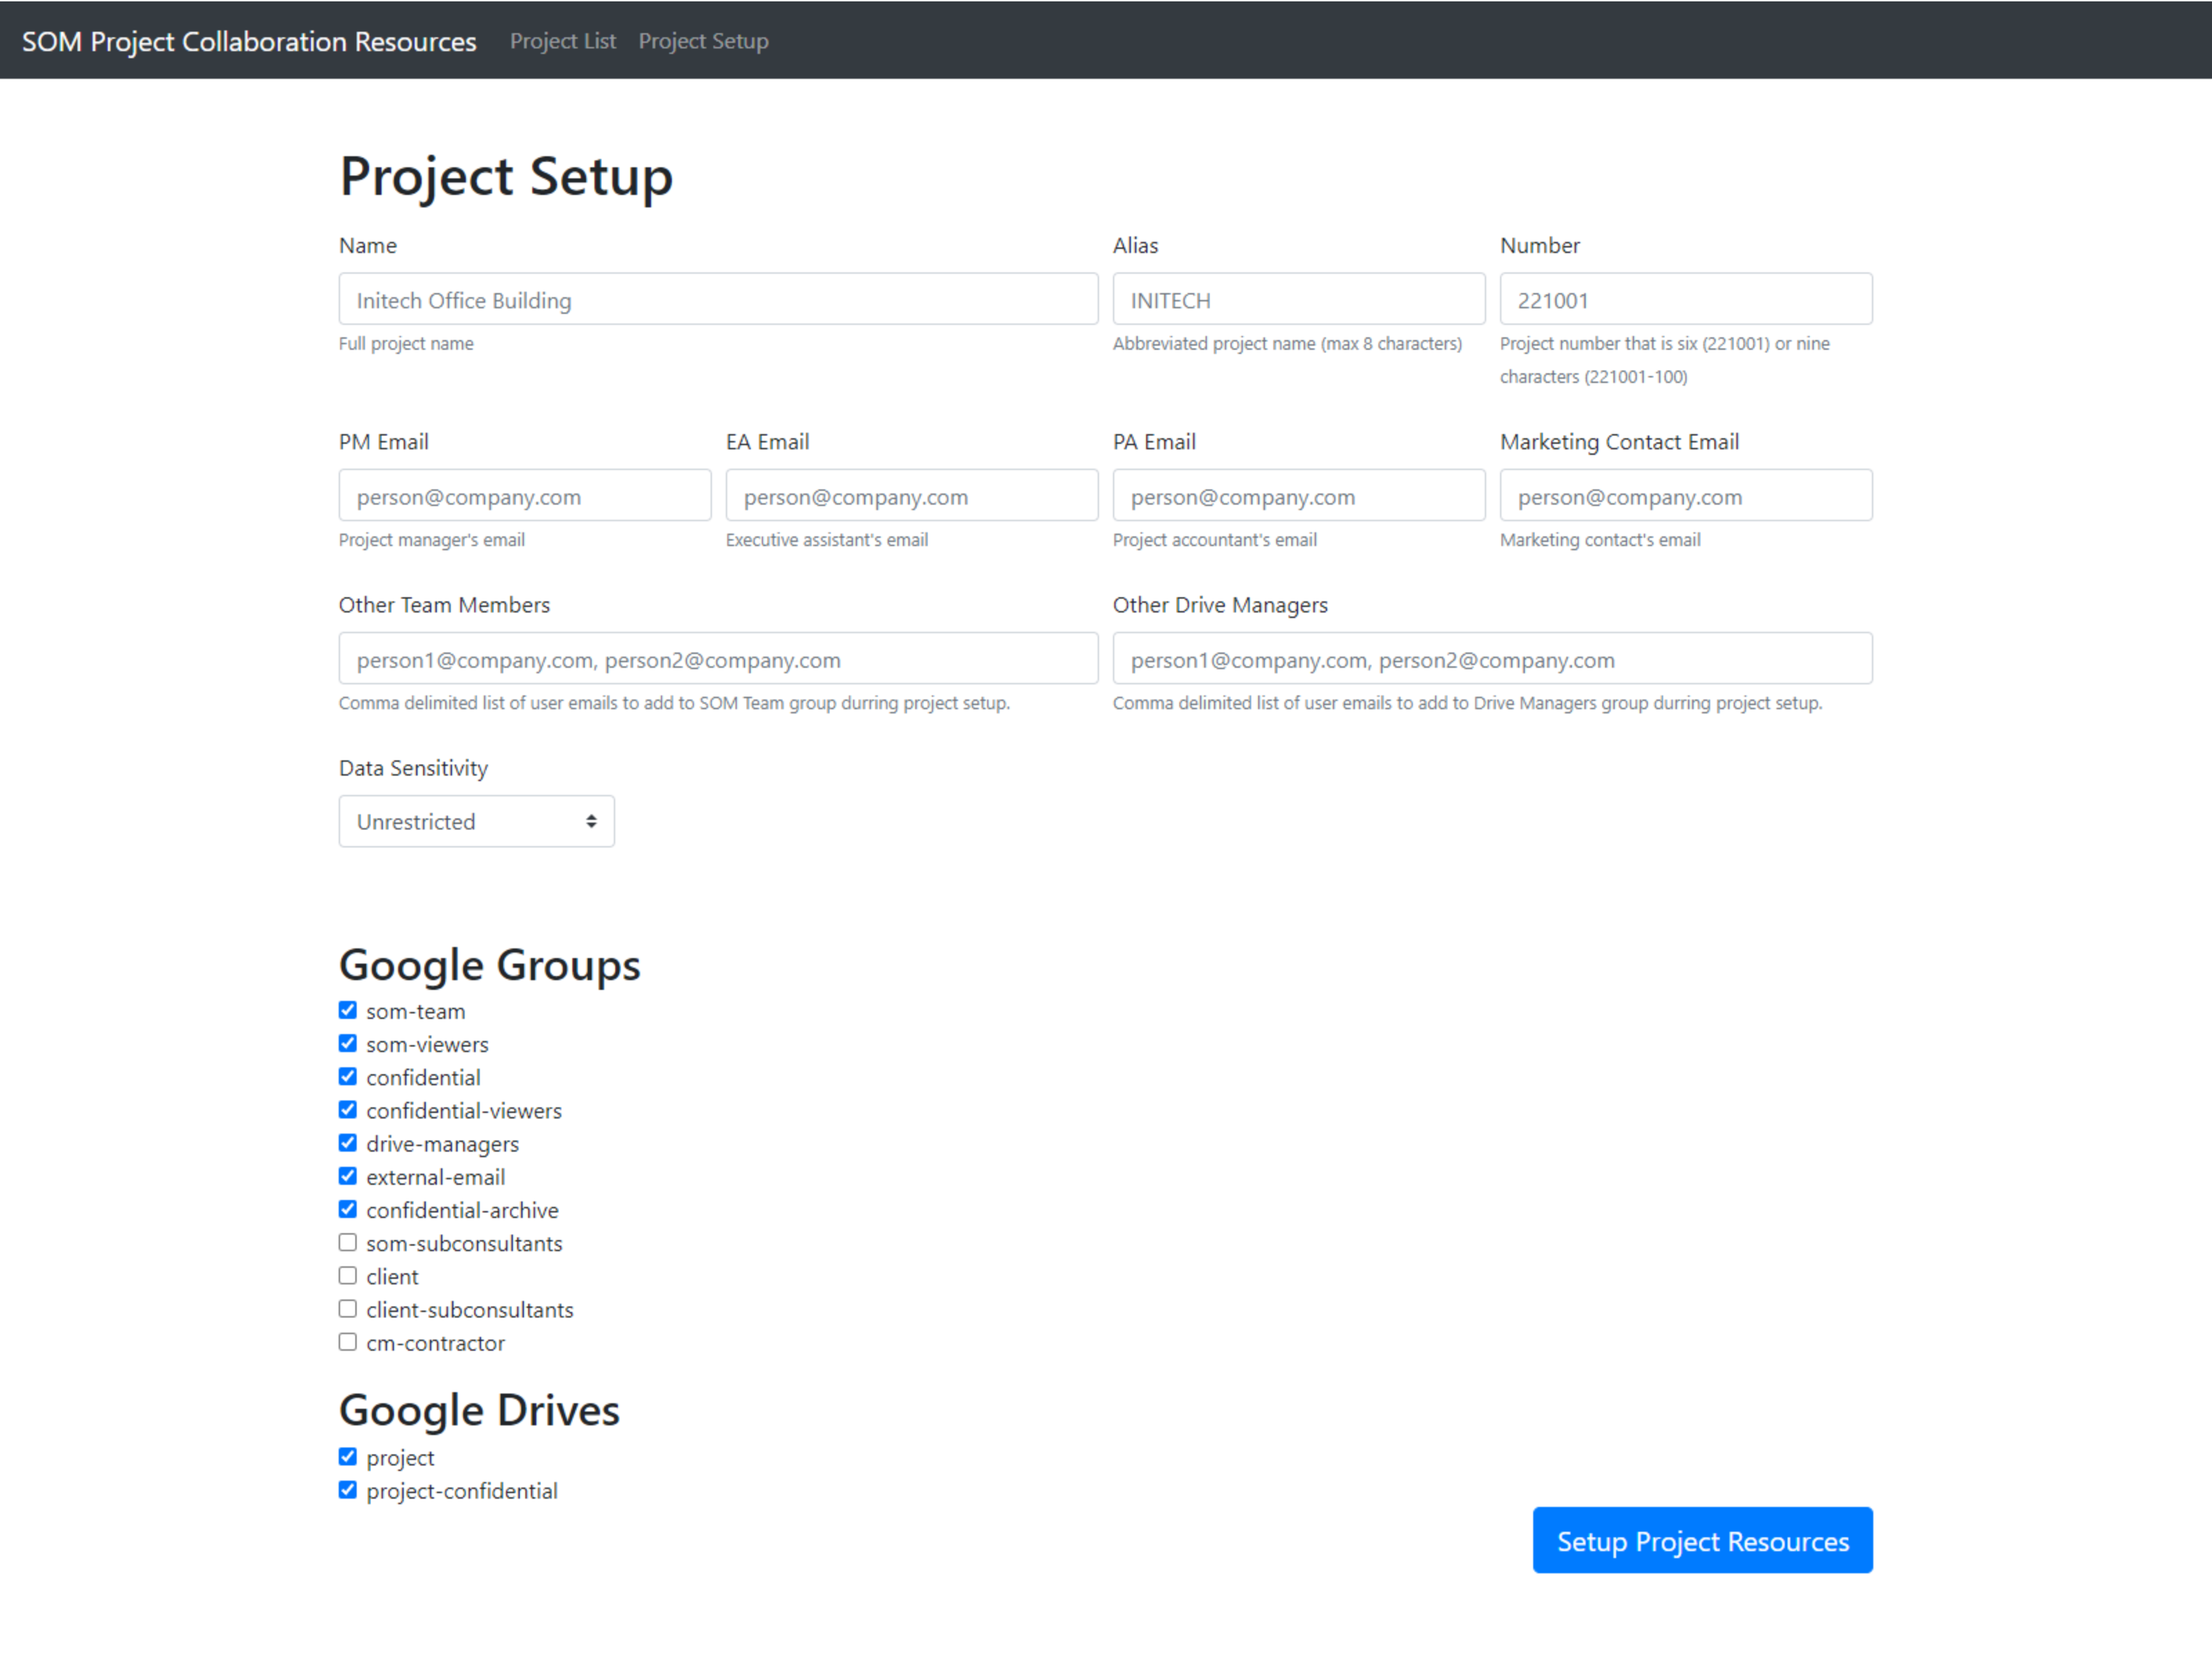 SOM Project Collaboration Resources Project List Project Setup
Project Setup
Name Alias Number
Initech Office Building INITECH 221001
Full project name Abbreviated project name (max 8 characters) Project number that is six (221001) or nine
characters (221001-100)
PM Email EA Email PA Email Marketing Contact Email
person@company.com person@company.com person@company.com person@company.com
Project manager's email Executive assistant's email Project accountant's email Marketing contact's email
Other Team Members Other Drive Managers
person1@company.com, person2@company.com person1@company.com, person2@company.com
Comma delimited list of user emails to add to SOM Team group durring project setup. Comma delimited list of user emails to add to Drive Managers group durring project setup.
Data Sensitivity
Unrestricted
Google Groups
som-team
som-viewers
confidential
confidential-viewers
drive-managers
external-email
confidential-archive
som-subconsultants
client
client-subconsultants
cm-contractor
Google Drives
project
project-confidential
Setup Project Resources